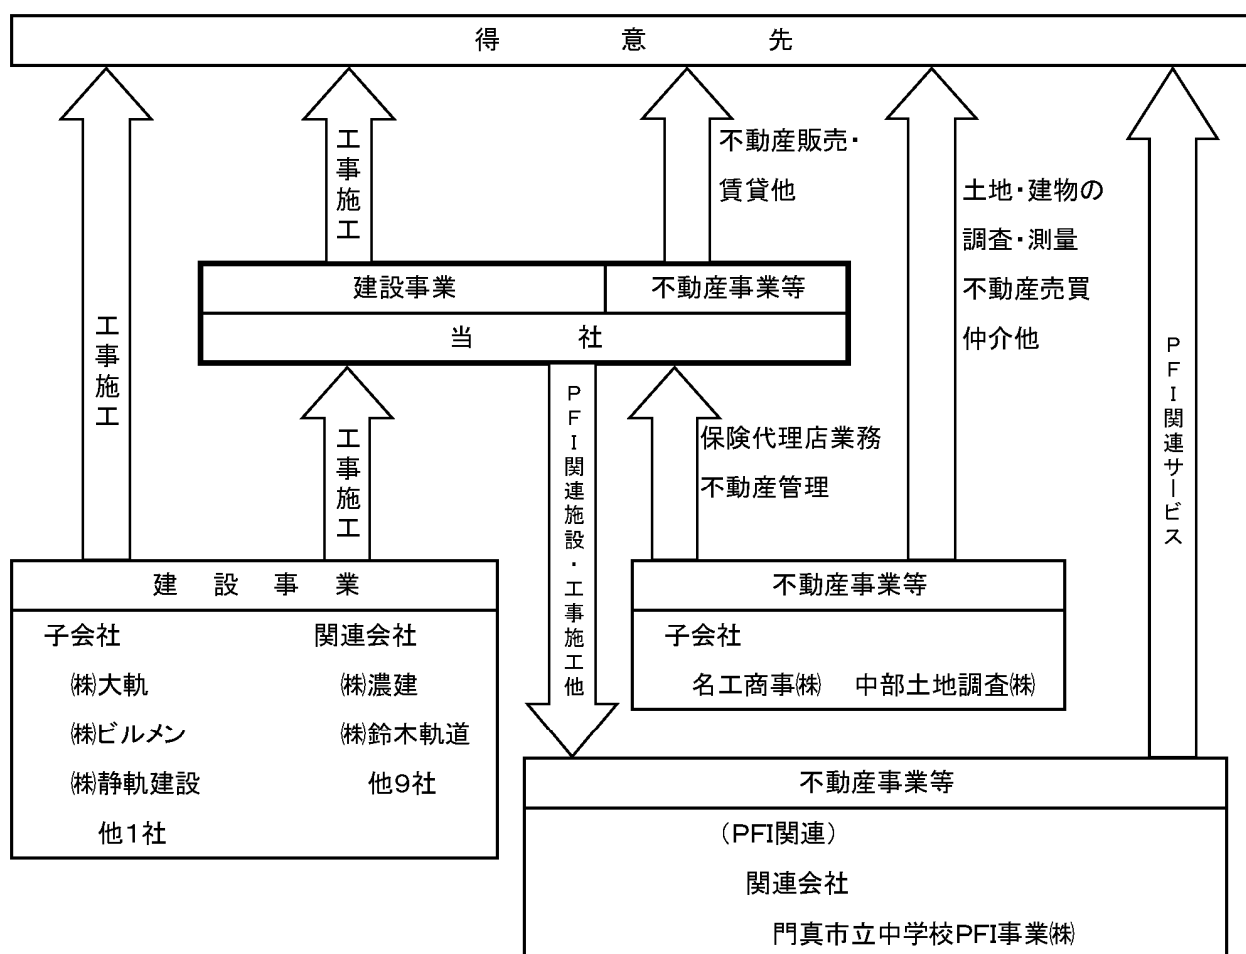 得意先
工事施工
工事施工
不動産販売・
賃貸他
土地・建物の
調査・測量
不動産売買
仲介他
PFI関連サービス
建設事業
不動産事業等
当社
工事施工
PFI関連施設・工事施工他
保険代理店業務
不動産管理
建設事業
子会社
関連会社
㈱大軌
㈱濃建
㈱ビルメン
㈱鈴木軌道
㈱静軌建設
他9社
他1社
不動産事業等
子会社
名工商事㈱ 中部土地調査㈱
不動産事業等
(PFI関連)
関連会社
門真市立中学校PFI事業㈱